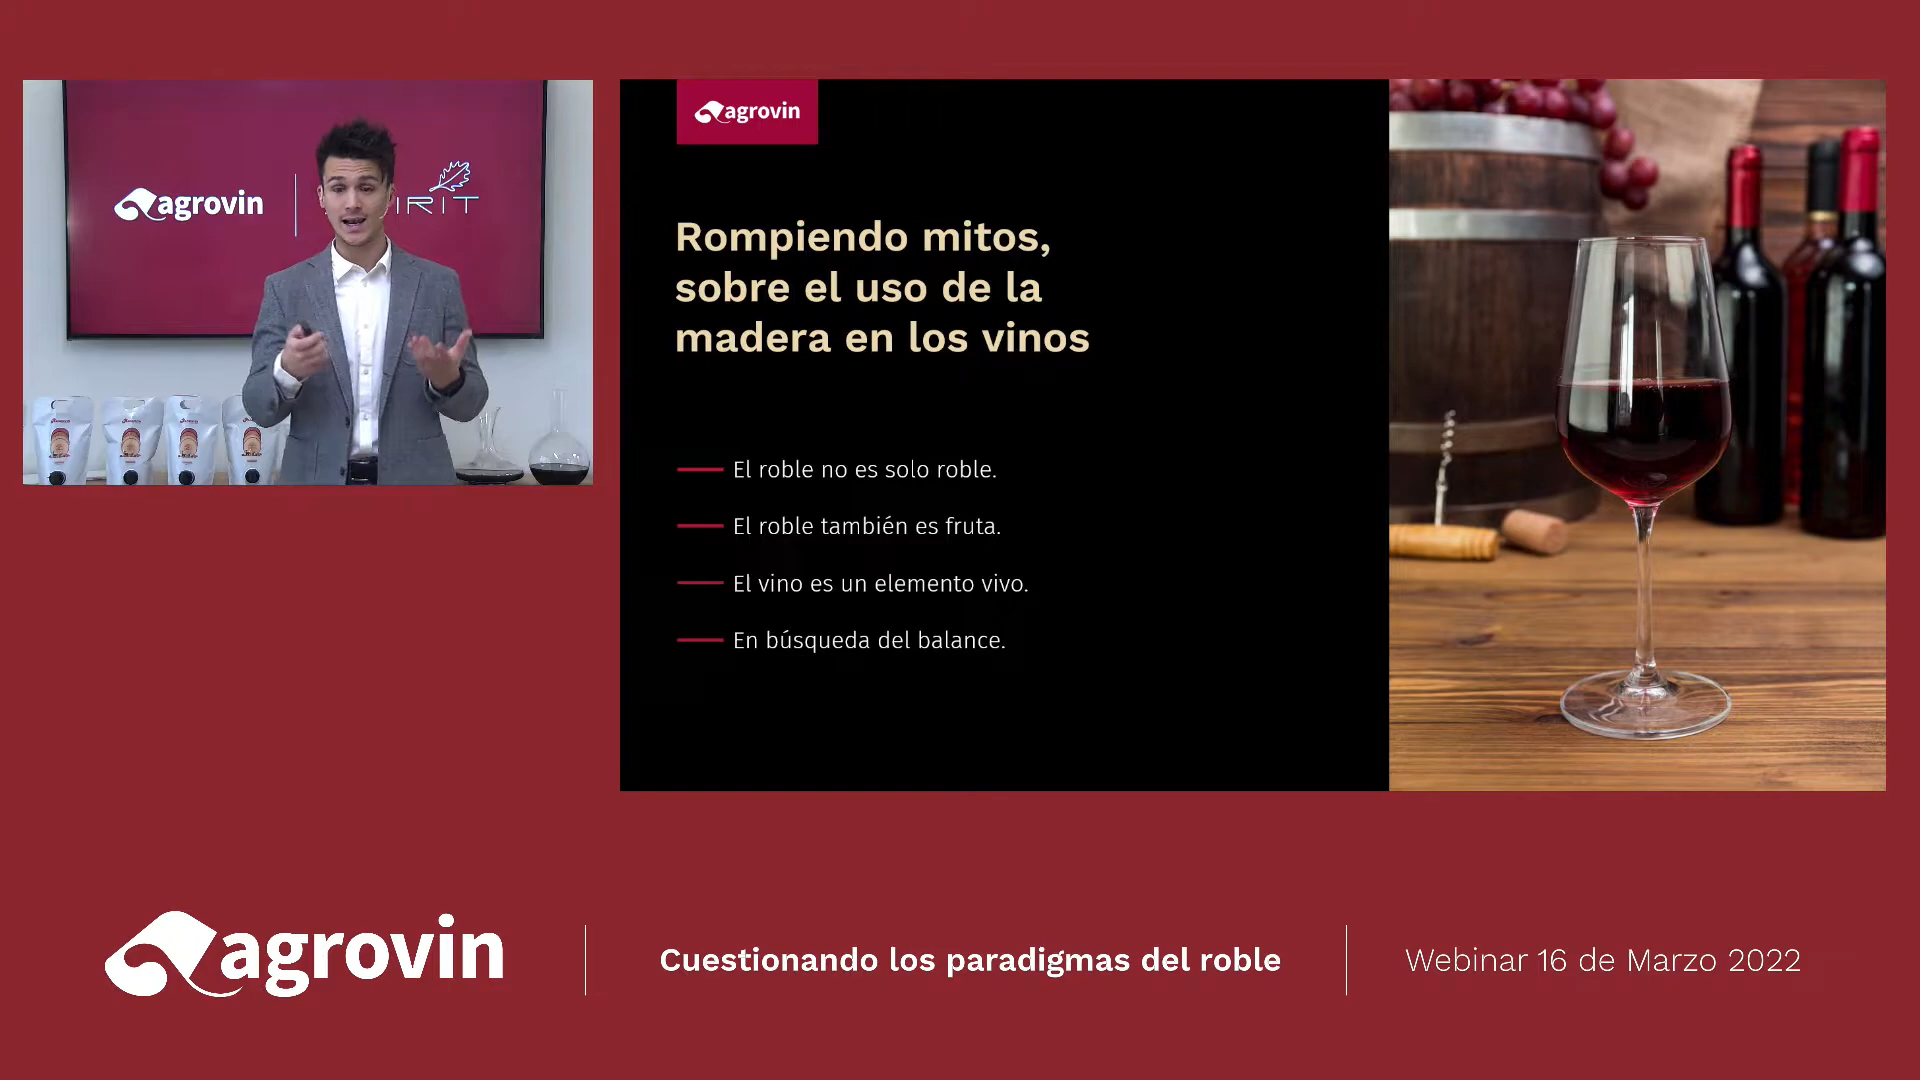 agrovin
IRIT
agrovin
Rompiendo mitos,
sobre el uso de la
madera en los vinos
El roble no es solo roble.
El roble también es fruta.
El vino es un elemento vivo.
En búsqueda del balance.
agrovin
Cuestionando los paradigmas del roble
Webinar 16 de Marzo 2022